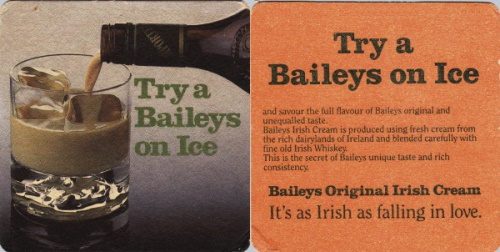 Try a
Baileys
on Ice
Try a
Baileys on Ice
and savour the full flavour of Baileys original and
unequalled taste.
Baileys Irish Cream is produced using fresh cream from
the rich dairylands of Ireland and blended carefully with
fine old Irish Whiskey.
This is the secret of Baileys unique taste and rich
consistency.
Baileys Original Irish Cream
It's as Irish as falling in love.